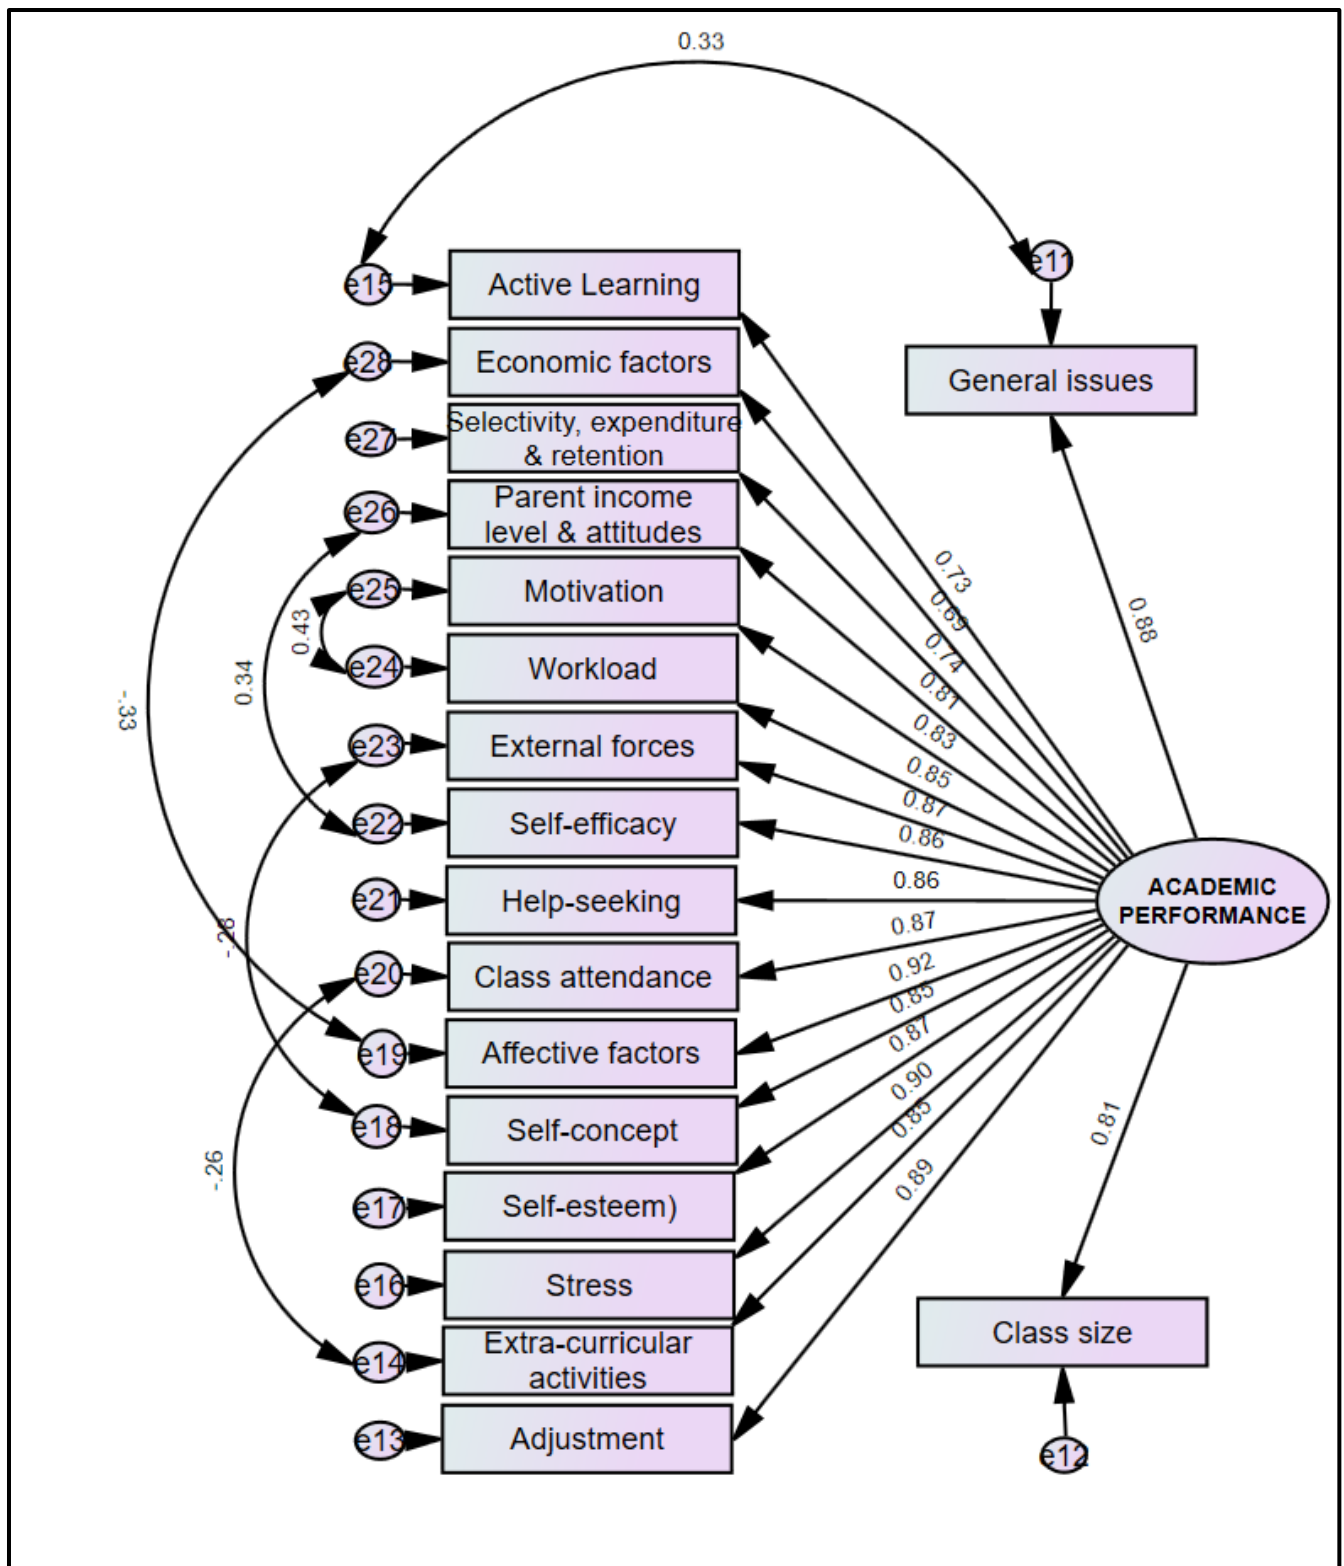 0.33
e15
Active Learning
e11
e28
Economic factors
General issues
e27
Selectivity, expenditure
& retention
e26
Parent income
level & attitudes
e25
Motivation
0.43
e24
Workload
0.34
-.33
e23
External forces
e22
Self-efficacy
e21
Help-seeking
e20
Class attendance
e19
Affective factors
e18
Self-concept
-.26
e17
Self-esteem)
e16
Stress
e14
Extra-curricular
activities
e13
Adjustment
0.73
0.69
0.74
0.81
0.83
0.85
0.87
0.86
0.86
0.87
0.92
0.85
0.87
0.90
0.85
0.89
0.88
ACADEMIC
PERFORMANCE
0.81
Class size
e12